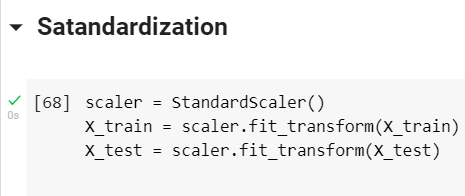 Satandardization
[68] scaler = StandardScaler()
0s
X_train = scaler.fit_transform(X_train)
X_test = scaler.fit_transform(X_test)